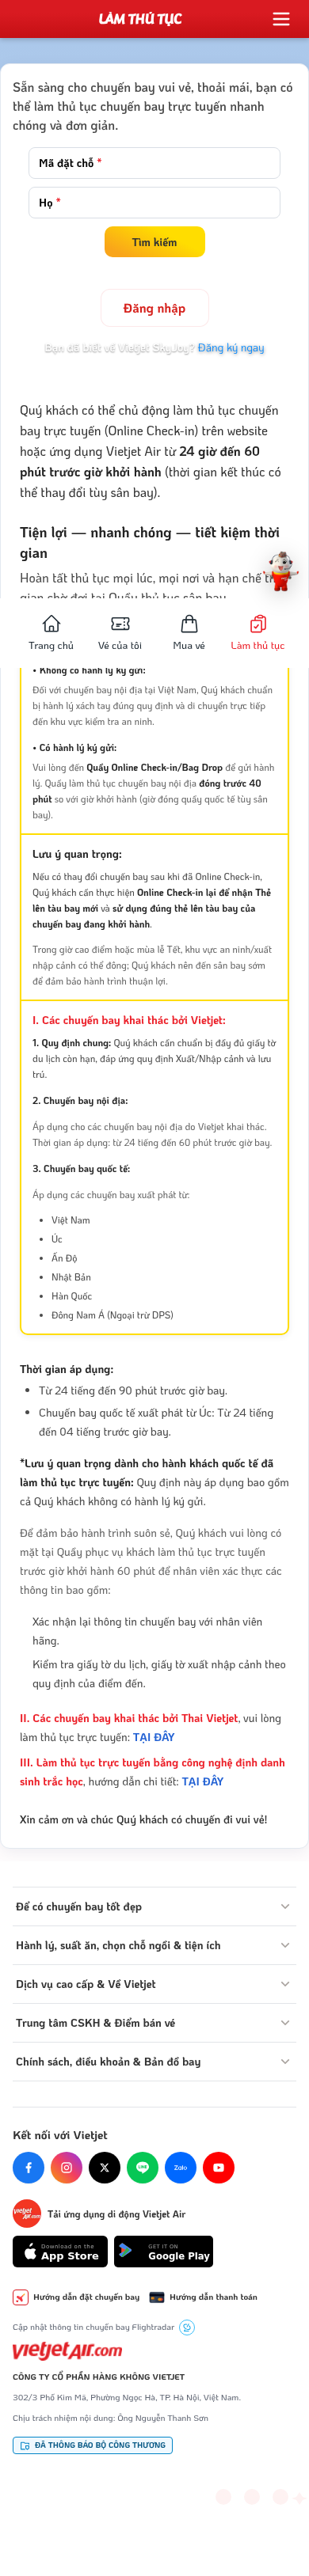 LÀM THỦ TỤC
Sẵn sàng cho chuyến bay vui vẻ, thoải mái, bạn có
thể làm thủ tục chuyến bay trực tuyến nhanh
chóng và đơn giản.
Mã đặt chỗ *
Họ *
Tìm kiếm
Đăng nhập
Bạn đã biết về Vietjet SkyJoy? Đăng ký ngay
Quý khách có thể chủ động làm thủ tục chuyến
bay trực tuyến (Online Check-in) trên website
hoặc ứng dụng Vietjet Air từ 24 giờ đến 60
phút trước giờ khởi hành (thời gian kết thúc có
thể thay đổi tùy sân bay).
Tiện lợi — nhanh chóng — tiết kiệm thời
gian
Hoàn tất thủ tục mọi lúc, mọi nơi và hạn chế
gian chờ đợi tại Quầy thủ tục sân bay
Trang chủ
Vé của tôi
Mua vé
Làm thủ tục
• Không có hành lý ký gửi:
Đối với chuyến bay nội địa tại Việt Nam, Quý khách chuẩn
bị hành lý xách tay đúng quy định và di chuyển trực tiếp
đến khu vực kiểm tra an ninh.
• Có hành lý ký gửi:
Vui lòng đến Quầy Online Check-in/Bag Drop để gửi hành
lý. Quầy làm thủ tục chuyến bay nội địa đóng trước 40
phút so với giờ khởi hành (giờ đóng quầy quốc tế tùy sân
bay).
Lưu ý quan trọng:
Nếu có thay đổi chuyến bay sau khi đã Online Check-in,
Quý khách cần thực hiện Online Check-in lại để nhận Thẻ
lên tàu bay mới và sử dụng đúng thẻ lên tàu bay của
chuyến bay đang khởi hành.
Trong giờ cao điểm hoặc mùa lễ Tết, khu vực an ninh/xuất
nhập cảnh có thể đông; Quý khách nên đến sân bay sớm
để đảm bảo hành trình thuận lợi.
I. Các chuyến bay khai thác bởi Vietjet:
1. Quy định chung: Quý khách cần chuẩn bị đầy đủ giấy tờ
du lịch còn hạn, đáp ứng quy định Xuất/Nhập cảnh và lưu
trú.
2. Chuyến bay nội địa:
Áp dụng cho các chuyến bay nội địa do Vietjet khai thác.
Thời gian áp dụng: từ 24 tiếng đến 60 phút trước giờ bay.
3. Chuyến bay quốc tế:
Áp dụng các chuyến bay xuất phát từ:
• Việt Nam
• Úc
• Ấn Độ
• Nhật Bản
• Hàn Quốc
• Đông Nam Á (Ngoại trừ DPS)
Thời gian áp dụng:
• Từ 24 tiếng đến 90 phút trước giờ bay.
• Chuyến bay quốc tế xuất phát từ Úc: Từ 24 tiếng
đến 04 tiếng trước giờ bay.
*Lưu ý quan trọng dành cho hành khách quốc tế đã
làm thủ tục trực tuyến: Quy định này áp dụng bao gồm
cả Quý khách không có hành lý ký gửi.
Để đảm bảo hành trình suôn sẻ, Quý khách vui lòng có
mặt tại Quầy phục vụ khách làm thủ tục trực tuyến
trước giờ khởi hành 60 phút để nhân viên xác thực các
thông tin bao gồm:
Xác nhận lại thông tin chuyến bay với nhân viên
hãng.
Kiểm tra giấy tờ du lịch, giấy tờ xuất nhập cảnh theo
quy định của điểm đến.
II. Các chuyến bay khai thác bởi Thai Vietjet, vui lòng
làm thủ tục trực tuyến: TẠI ĐÂY
III. Làm thủ tục trực tuyến bằng công nghệ định danh
sinh trắc học, hướng dẫn chi tiết: TẠI ĐÂY
Xin cảm ơn và chúc Quý khách có chuyến đi vui vẻ!
Để có chuyến bay tốt đẹp
Hành lý, suất ăn, chọn chỗ ngồi & tiện ích
Dịch vụ cao cấp & Về Vietjet
Trung tâm CSKH & Điểm bán vé
Chính sách, điều khoản & Bản đồ bay
Kết nối với Vietjet
Zalo
vietjet Air.com
Tải ứng dụng di động Vietjet Air
Download on the
App Store
GET IT ON
Google Play
Hướng dẫn đặt chuyến bay
Hướng dẫn thanh toán
Cập nhật thông tin chuyến bay Flightradar
vietjetAir.com
CÔNG TY CỔ PHẦN HÀNG KHÔNG VIETJET
302/3 Phố Kim Mã, Phường Ngọc Hà, TP. Hà Nội, Việt Nam.
Chịu trách nhiệm nội dung: Ông Nguyễn Thanh Sơn
ĐÃ THÔNG BÁO BỘ CÔNG THƯƠNG